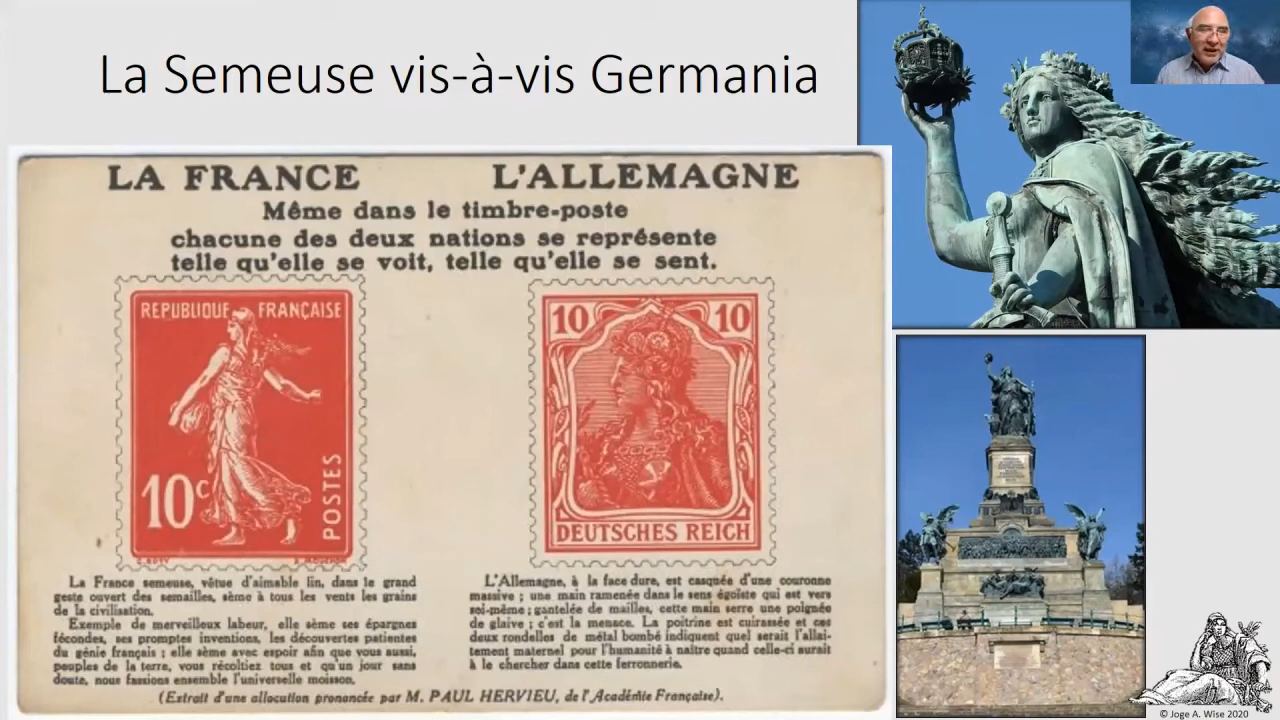 La Semeuse vis-à-vis Germania
LA FRANCE L'ALLEMAGNE
Même dans le timbre-poste
chacune des deux nations se représente
telle qu'elle se voit, telle qu'elle se sent.
REPUBLIQUE FRANÇAISE
10c
POSTES
10 10
DEUTSCHES REICH
La France semeuse, vêtue d'aimable lin, dans le grand
geste ouvert des semailles, sème à tous les vents les grains
de la civilisation.
Exemple de merveilleux labeur, elle sème ses épargnes
fécondes, ses promptes inventions, les découvertes patientes
du génie français ; elle sème avec espoir afin que vous aussi,
peuples de la terre, vous récoltiez tous et qu'un jour sans
doute, nous fassions ensemble l'universelle moisson.
L'Allemagne, à la face dure, est casquée d'une couronne
massive ; une main ramenée dans le sens égoïste qui est vers
soi-même ; gantelée de mailles, cette main serre une poignée
de glaive ; c'est la menace. La poitrine est cuirassée et ces
deux rondelles de métal bombé indiquent quel serait l'allai-
tement maternel pour l'humanité à naître quand celle-ci aurait
à le chercher dans cette ferronnerie.
(Extrait d'une allocution prononcée par M. PAUL HERVIEU, de l'Académie Française).
© Joge A. Wise 2020